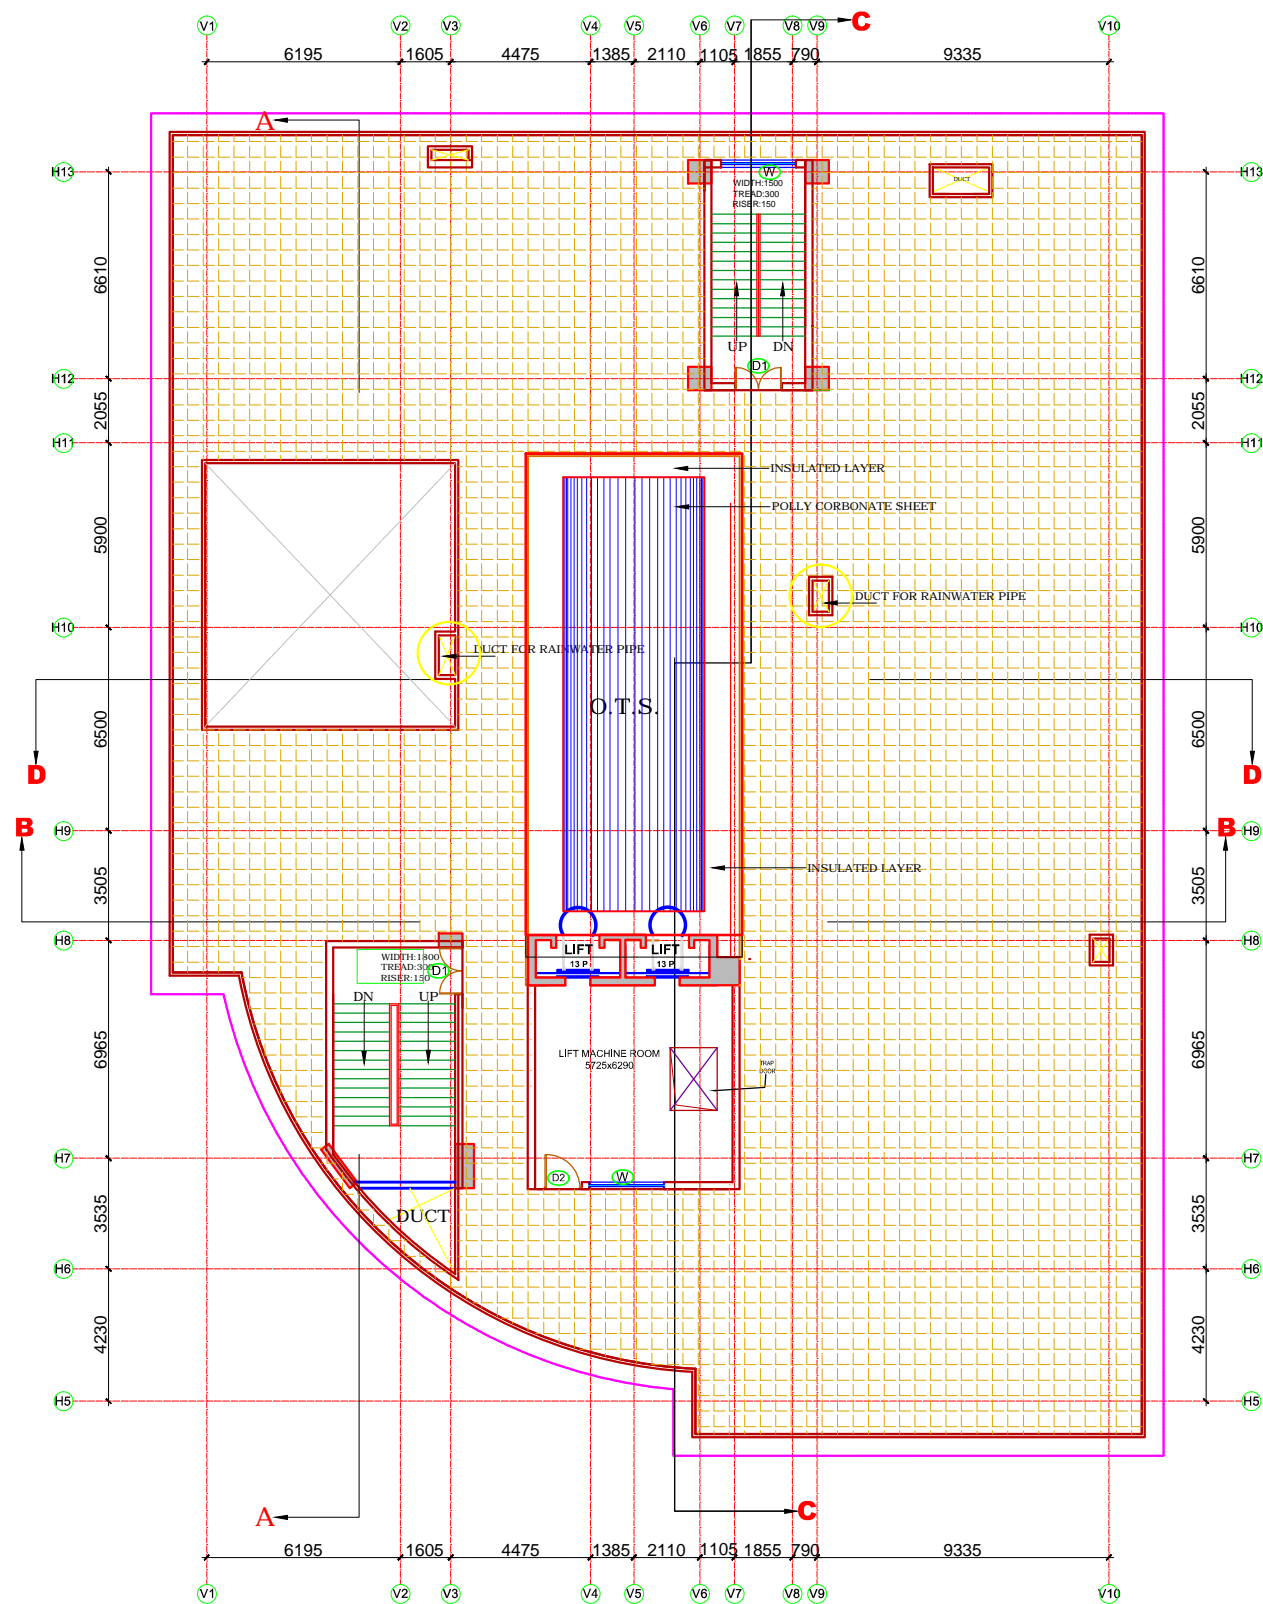 V1 V2 V3 V4 V5 V6 V7 V8 V9 V10
C
6195 1605 4475 1385 2110 1105 1855 790 9335
A
H13 H13
W
WIDTH:1500
TREAD:300
RISER:150
DUCT
6610 6610
UP DN
D1
H12 H12
2055 2055
H11 H11
INSULATED LAYER
POLLY CORBONATE SHEET
5900 5900
DUCT FOR RAINWATER PIPE
H10 H10
DUCT FOR RAINWATER PIPE
O.T.S.
6500 6500
D D
B B
H9 H9
INSULATED LAYER
3505 3505
H8 H8
LIFT LIFT
13 P 13 P
WIDTH:1800
TREAD:300
RISER:150
D1
DN UP
LIFT MACHINE ROOM
5725x6290
TRAP
DOOR
6965 6965
H7 H7
D2 W
DUCT
3535 3535
H6 H6
4230 4230
H5 H5
A
C
6195 1605 4475 1385 2110 1105 1855 790 9335
V1 V2 V3 V4 V5 V6 V7 V8 V9 V10